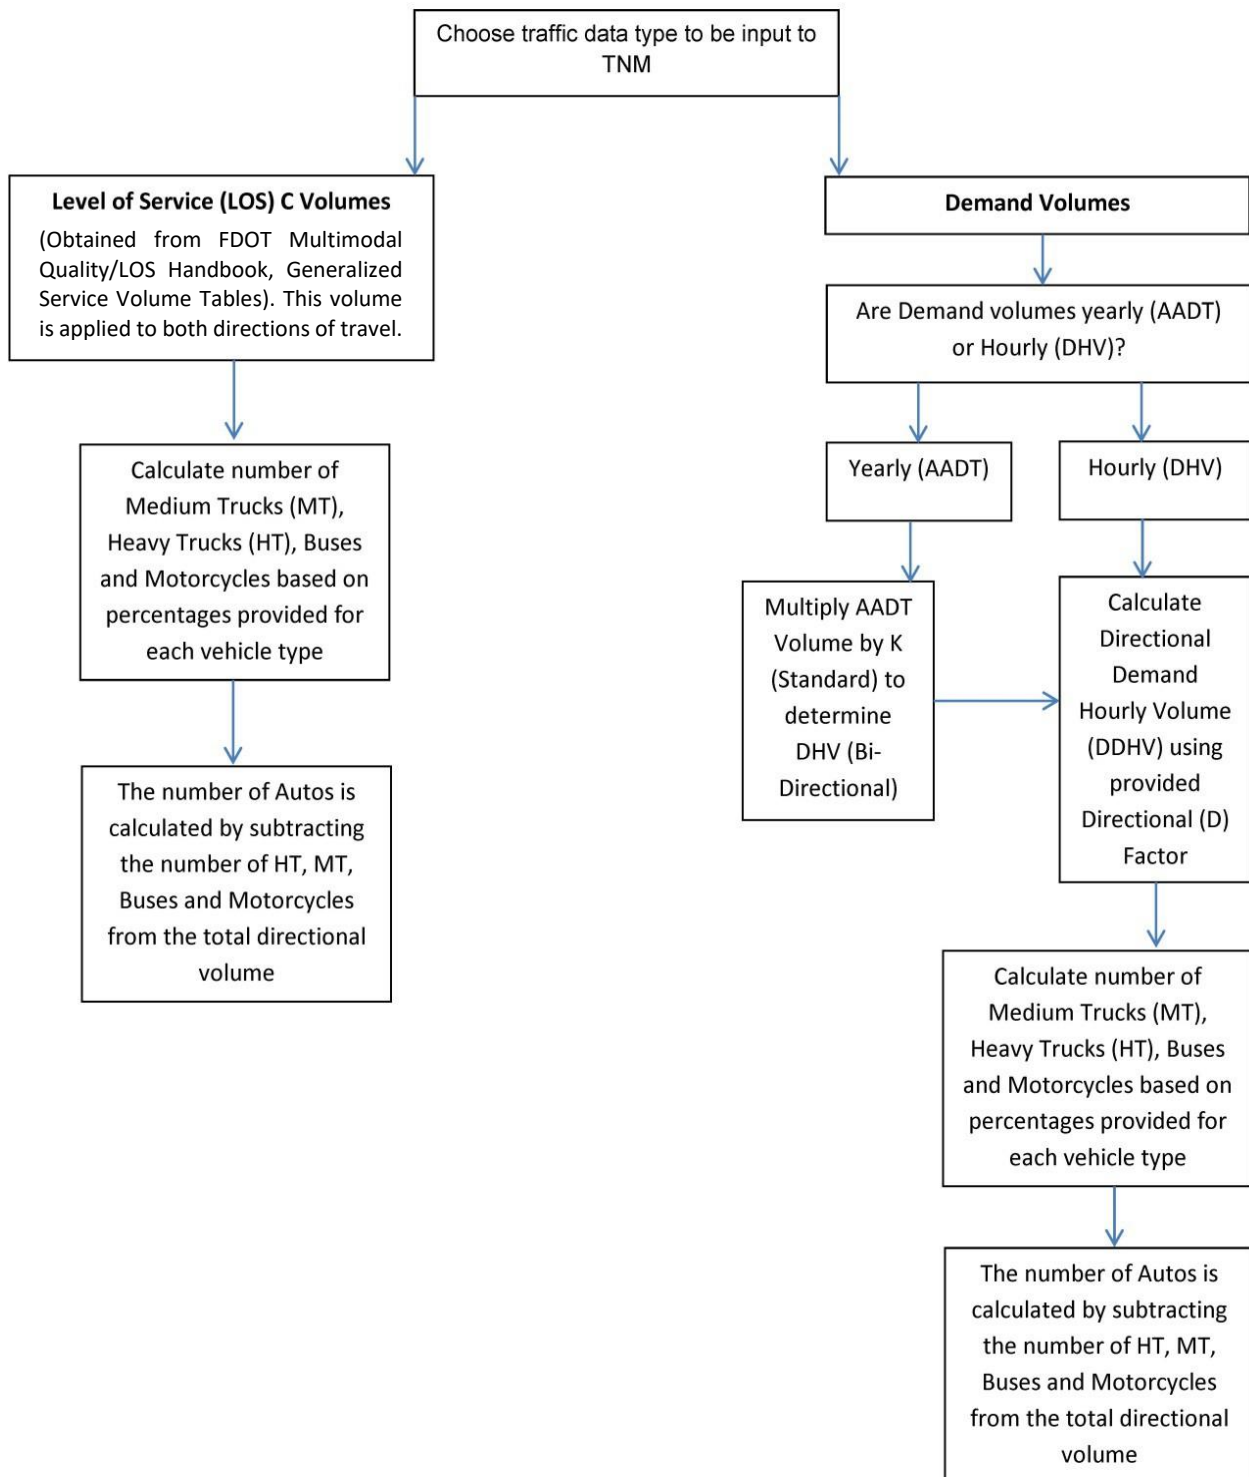 Choose traffic data type to be input to
TNM
Level of Service (LOS) C Volumes
(Obtained from FDOT Multimodal
Quality/LOS Handbook, Generalized
Service Volume Tables). This volume
is applied to both directions of travel.
Calculate number of
Medium Trucks (MT),
Heavy Trucks (HT), Buses
and Motorcycles based on
percentages provided for
each vehicle type
The number of Autos is
calculated by subtracting
the number of HT, MT,
Buses and Motorcycles
from the total directional
volume
Demand Volumes
Are Demand volumes yearly (AADT)
or Hourly (DHV)?
Yearly (AADT)
Hourly (DHV)
Multiply AADT
Volume by K
(Standard) to
determine
DHV (Bi-
Directional)
Calculate
Directional
Demand
Hourly Volume
(DDHV) using
provided
Directional (D)
Factor
Calculate number of
Medium Trucks (MT),
Heavy Trucks (HT), Buses
and Motorcycles based on
percentages provided for
each vehicle type
The number of Autos is
calculated by subtracting
the number of HT, MT,
Buses and Motorcycles
from the total directional
volume